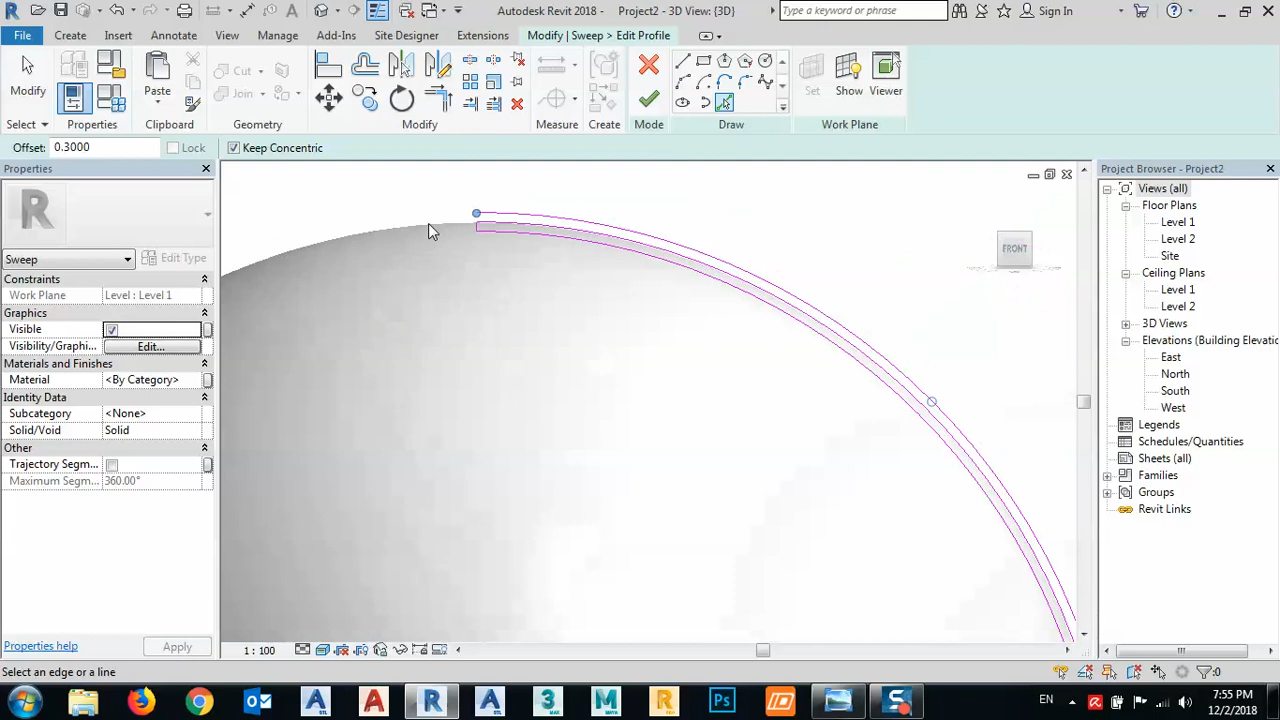 Autodesk Revit 2018 - Project2 - 3D View: {3D}
Type a keyword or phrase
Sign In
File Create Insert Annotate View Manage Add-Ins Site Designer Extensions Modify | Sweep > Edit Profile
Modify
Paste
Cut
Join
Set Show Viewer
Select Properties Clipboard Geometry Modify Measure Create Mode Draw Work Plane
Offset: 0.3000 Lock Keep Concentric
Properties
Sweep
Edit Type
Constraints
Work Plane Level : Level 1
Graphics
Visible
Visibility/Graphi... Edit...
Materials and Finishes
Material <By Category>
Identity Data
Subcategory <None>
Solid/Void Solid
Other
Trajectory Segm...
Maximum Segm... 360.00°
Properties help
Apply
FRONT
Project Browser - Project2
Views (all)
Floor Plans
Level 1
Level 2
Site
Ceiling Plans
Level 1
Level 2
3D Views
Elevations (Building Elevatio
East
North
South
West
Legends
Schedules/Quantities
Sheets (all)
Families
Groups
Revit Links
1 : 100
Select an edge or a line
:0
EN
7:55 PM
12/2/2018